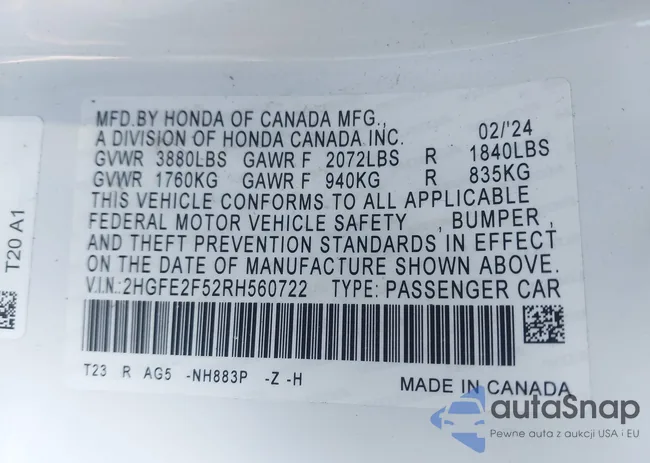 MFD.BY HONDA OF CANADA MFG.,
A DIVISION OF HONDA CANADA INC. 02/'24
GVWR 3880LBS GAWR F 2072LBS R 1840LBS
GVWR 1760KG GAWR F 940KG R 835KG
THIS VEHICLE CONFORMS TO ALL APPLICABLE
FEDERAL MOTOR VEHICLE SAFETY , BUMPER ,
AND THEFT PREVENTION STANDARDS IN EFFECT
ON THE DATE OF MANUFACTURE SHOWN ABOVE.
V.I.N.:2HGFE2F52RH560722 TYPE: PASSENGER CAR
T23 R AG5 -NH883P -Z -H MADE IN CANADA
T20 A1
autaSnap
Pewne auta z aukcji USA i EU